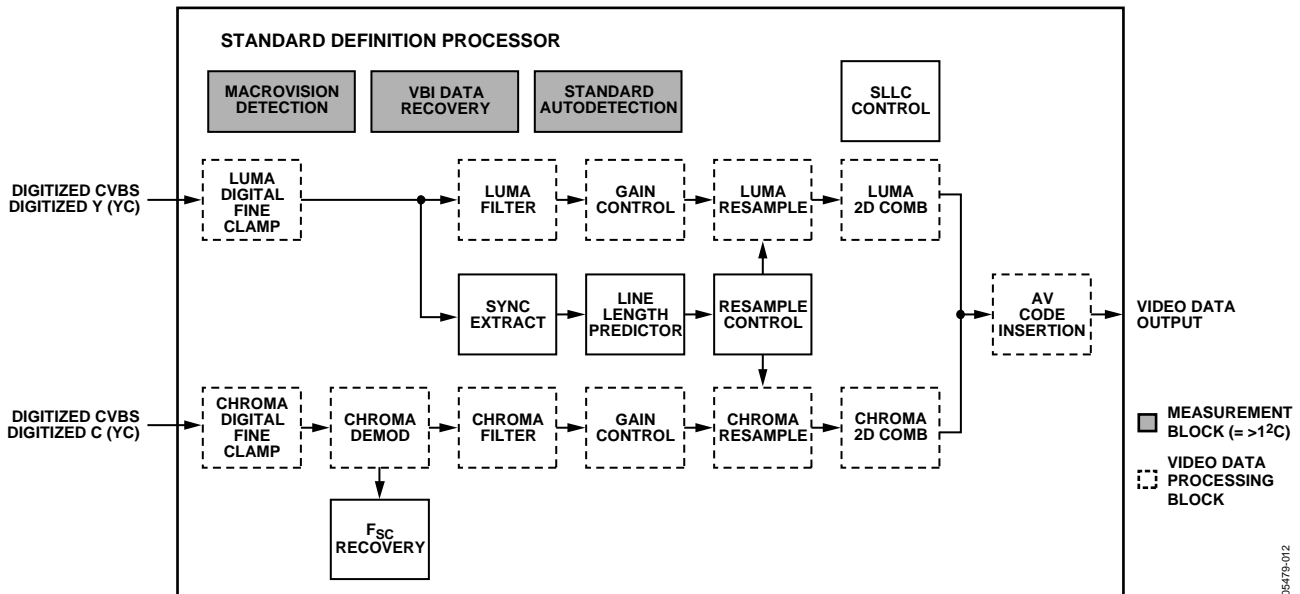 STANDARD DEFINITION PROCESSOR
MACROVISION
DETECTION
VBI DATA
RECOVERY
STANDARD
AUTODETECTION
SLLC
CONTROL
DIGITIZED CVBS
DIGITIZED Y (YC)
LUMA
DIGITAL
FINE
CLAMP
LUMA
FILTER
GAIN
CONTROL
LUMA
RESAMPLE
LUMA
2D COMB
SYNC
EXTRACT
LINE
LENGTH
PREDICTOR
RESAMPLE
CONTROL
AV
CODE
INSERTION
VIDEO DATA
OUTPUT
DIGITIZED CVBS
DIGITIZED C (YC)
CHROMA
DIGITAL
FINE
CLAMP
CHROMA
DEMOD
CHROMA
FILTER
GAIN
CONTROL
CHROMA
RESAMPLE
CHROMA
2D COMB
FSC
RECOVERY
MEASUREMENT
BLOCK (= >1²C)
VIDEO DATA
PROCESSING
BLOCK
05479-012